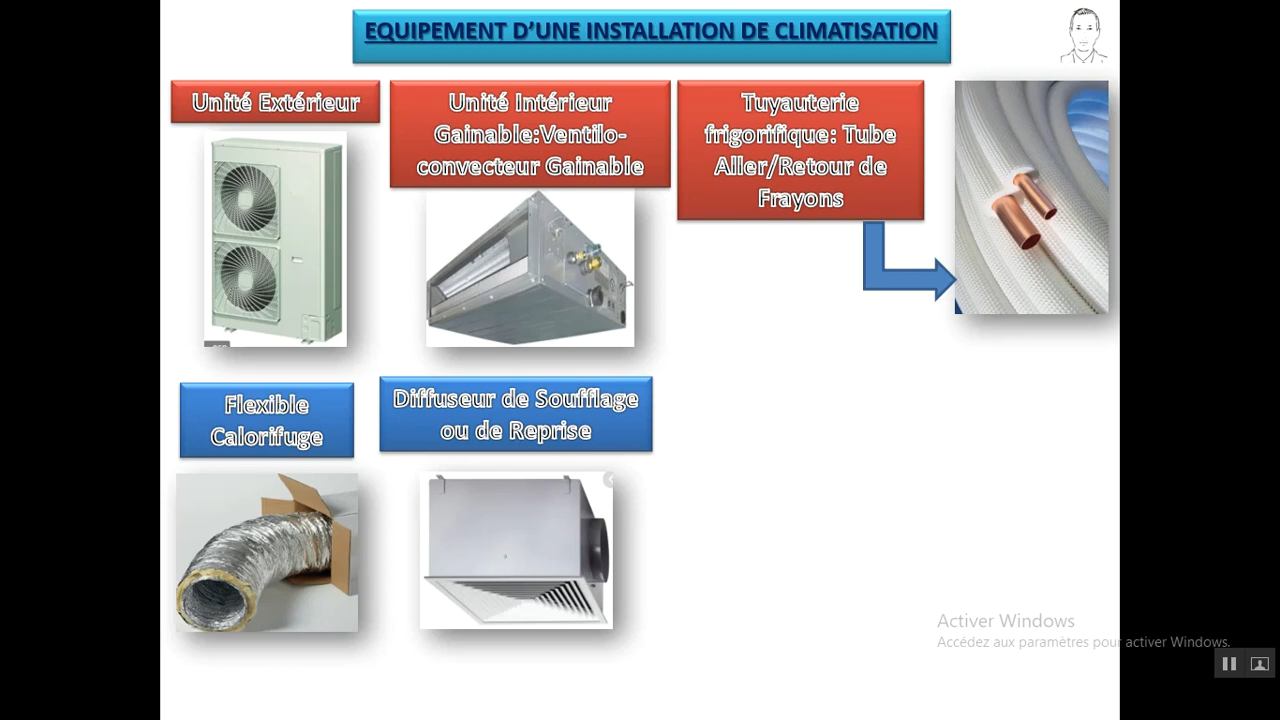 EQUIPEMENT D'UNE INSTALLATION DE CLIMATISATION
Unité Extérieur
Unité Intérieur
Gainable:Ventilo-
convecteur Gainable
Tuyauterie
frigorifique: Tube
Aller/Retour de
Frayons
Flexible
Calorifuge
Diffuseur de Soufflage
ou de Reprise
Activer Windows
Accédez aux paramètres pour activer Windows.